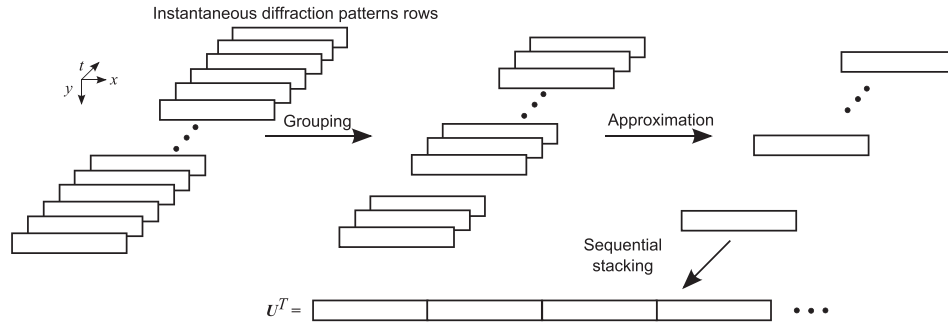 Instantaneous diffraction patterns rows
t
x
y
Grouping
Approximation
Sequential
stacking
U^T =